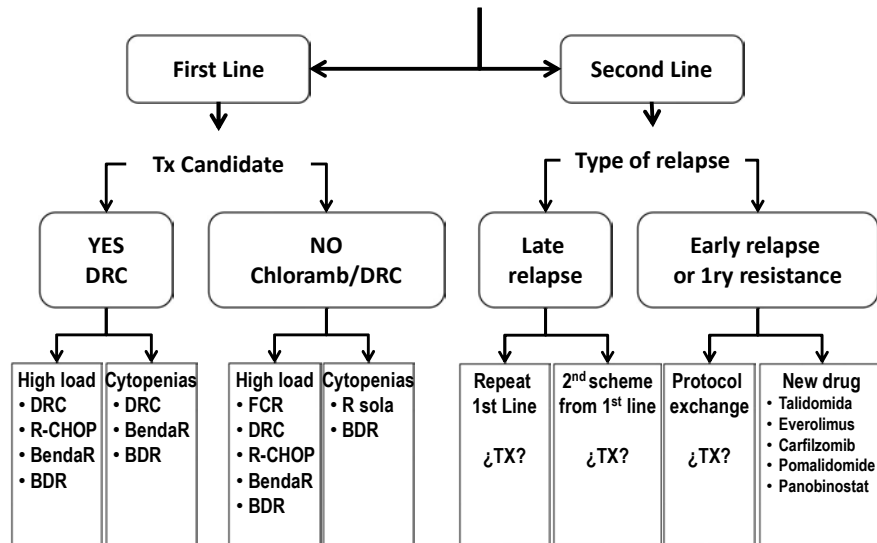 First Line
Second Line
Tx Candidate
Type of relapse
YES
DRC
NO
Chloramb/DRC
Late
relapse
Early relapse
or 1ry resistance
High load
• DRC
• R-CHOP
• BendaR
• BDR
Cytopenias
• DRC
• BendaR
• BDR
High load
• FCR
• DRC
• R-CHOP
• BendaR
• BDR
Cytopenias
• R sola
• BDR
Repeat
1st Line
¿TX?
2nd scheme
from 1st line
¿TX?
Protocol
exchange
¿TX?
New drug
• Talidomida
• Everolimus
• Carfilzomib
• Pomalidomide
• Panobinostat